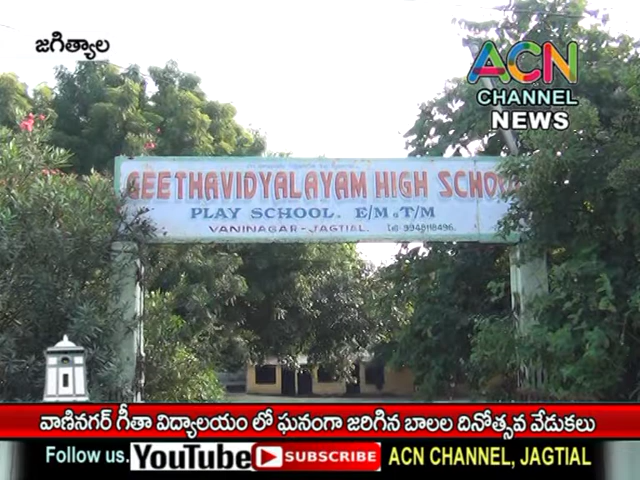 జగిత్యాల
ACN
CHANNEL
NEWS
GEETHAVIDYALAYAM HIGH SCHOOL
PLAY SCHOOL. E/M & T/M
VANINAGAR - JAGTIAL.
వాణినగర్ గీతా విద్యాలయం లో ఘనంగా జరిగిన బాలల దినోత్సవ వేడుకలు
Follow us. YouTube SUBSCRIBE ACN CHANNEL, JAGTIAL